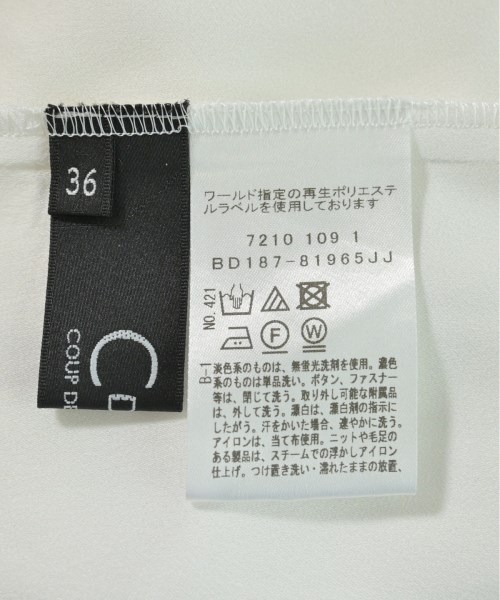 36
COUP DE
ワールド指定の再生ポリエステ
ルラベルを使用しております
7210 109 1
BD187-81965JJ
NO.421
F W
B-1
淡色系のものは、無蛍光洗剤を使用。濃色
系のものは単品洗い。ボタン、ファスナー
等は、閉じて洗う。取り外し可能な附属品
は、外して洗う。漂白は、漂白剤の指示に
したがう。汗をかいた場合、速やかに洗う。
アイロンは、当て布使用。ニットや毛足の
ある製品は、スチームでの浮かしアイロン
仕上げ。つけ置き洗い・濡れたままの放置、